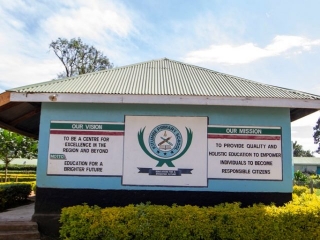 OUR VISION
TO BE A CENTRE FOR
EXCELLENCE IN THE
REGION AND BEYOND
EDUCATION FOR A
BRIGHTER FUTURE
OUR MISSION
TO PROVIDE QUALITY AND
HOLISTIC EDUCATION TO EMPOWER
INDIVIDUALS TO BECOME
RESPONSIBLE CITIZENS